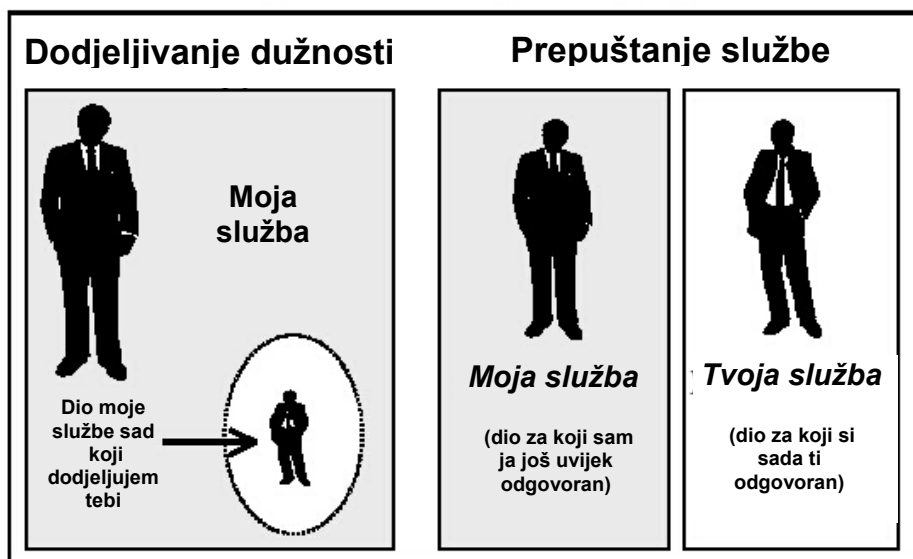 Dodjeljivanje dužnosti
Prepuštanje službe
Moja
služba
Dio moje
službe sad
koji
dodjeljujem
tebi
Moja služba
(dio za koji sam
ja još uvijek
odgovoran)
Tvoja služba
(dio za koji si
sada ti
odgovoran)